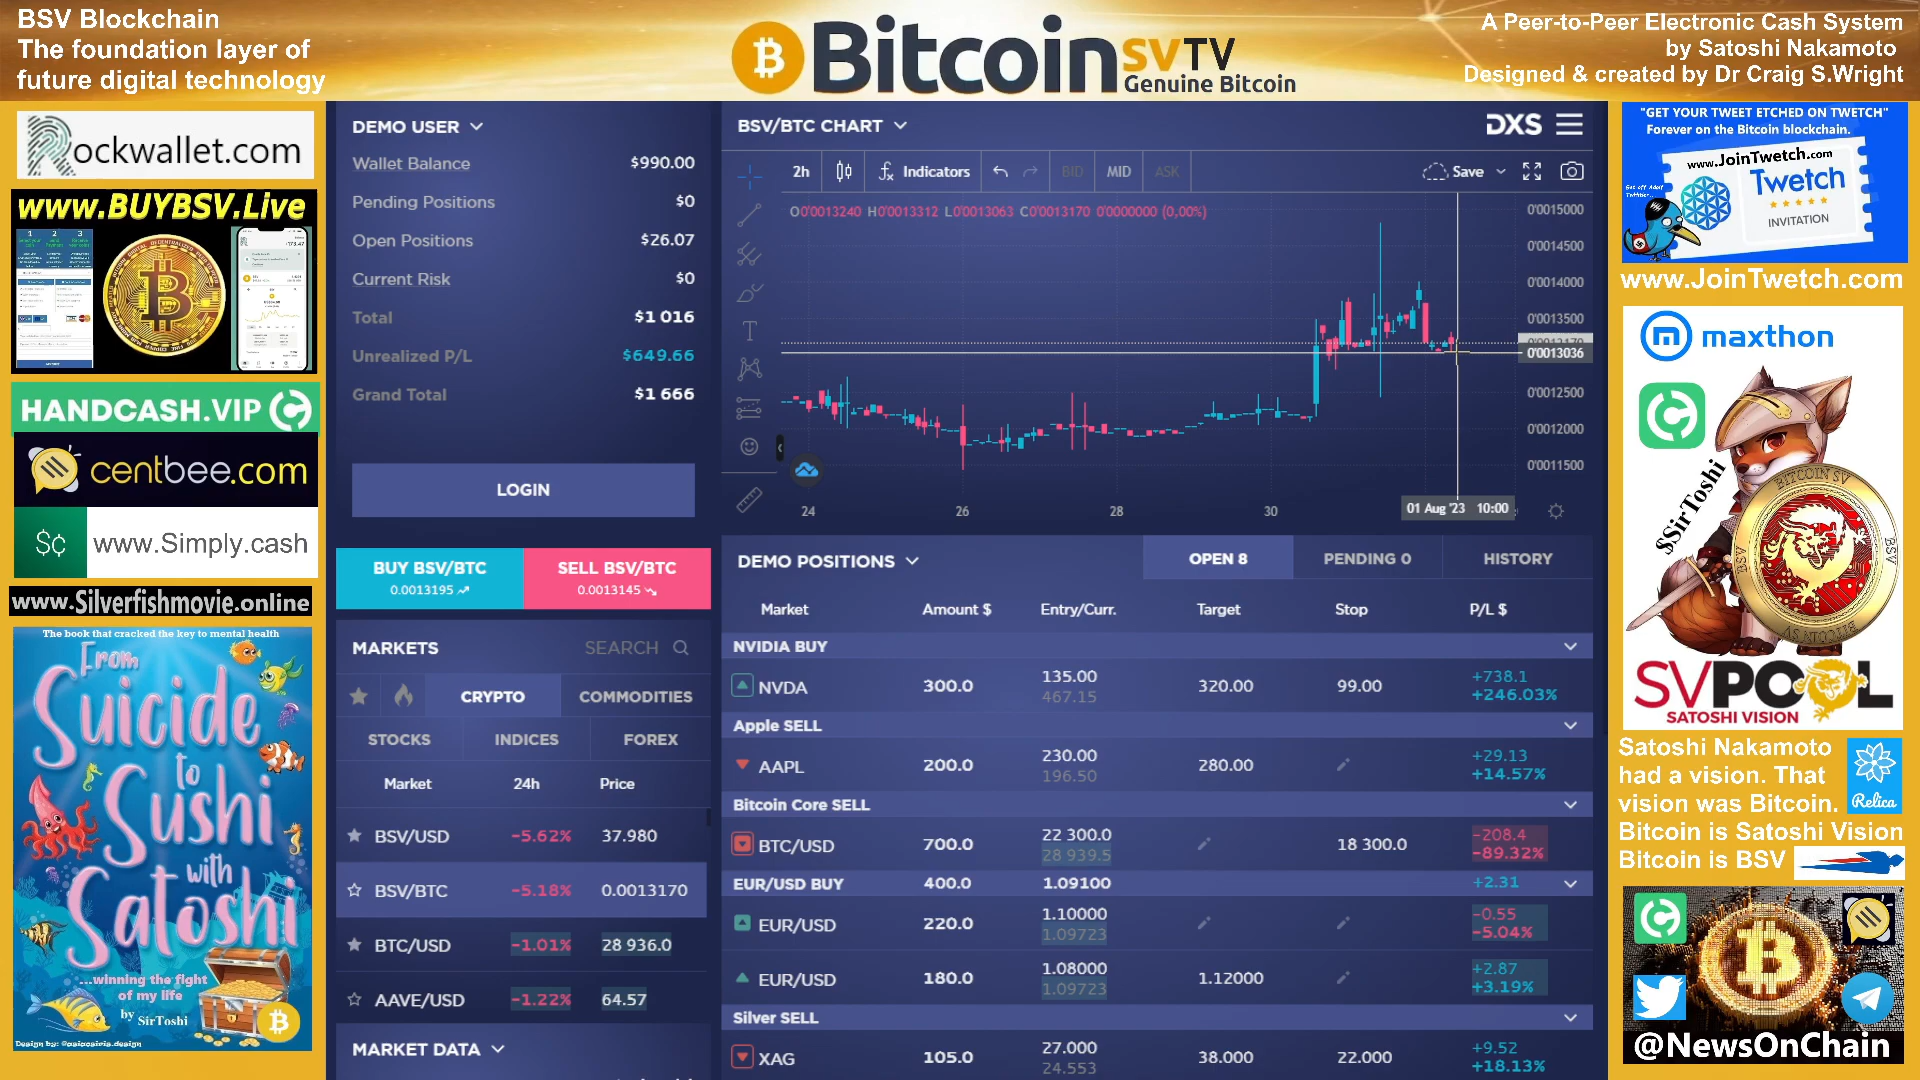 BSV Blockchain
The foundation layer of
future digital technology
Bitcoin SVTV
Genuine Bitcoin
A Peer-to-Peer Electronic Cash System
by Satoshi Nakamoto
Designed & created by Dr Craig S.Wright
Rockwallet.com
www.BUYBSV.Live
HANDCASH.VIP
centbee.com
$¢ www.Simply.cash
www.Silverfishmovie.online
The book that cracked the key to mental health
From
Suicide
to
Sushi
with
Satoshi
...winning the fight
of my life
by SirToshi
DEMO USER
Wallet Balance $990.00
Pending Positions $0
Open Positions $26.07
Current Risk $0
Total $1 016
Unrealized P/L $649.66
Grand Total $1 666
LOGIN
BUY BSV/BTC
0.0013195
SELL BSV/BTC
0.0013145
MARKETS SEARCH
CRYPTO COMMODITIES
STOCKS INDICES FOREX
Market 24h Price
BSV/USD -5.62% 37.980
BSV/BTC -5.18% 0.0013170
BTC/USD -1.01% 28 936.0
AAVE/USD -1.22% 64.57
MARKET DATA
BSV/BTC CHART
DXS
2h Indicators BID MID ASK Save
O0'0013240 H0'0013312 L0'0013063 C0'0013170 0'0000000 (0,00%)
0'0015000
0'0014500
0'0014000
0'0013500
0'0013036
0'0012500
0'0012000
0'0011500
24 26 28 30 01 Aug '23 10:00
DEMO POSITIONS OPEN 8 PENDING 0 HISTORY
Market Amount $ Entry/Curr. Target Stop P/L $
NVIDIA BUY
NVDA 300.0 135.00 320.00 99.00 +738.1
467.15 +246.03%
Apple SELL
AAPL 200.0 230.00 280.00 +29.13
196.50 +14.57%
Bitcoin Core SELL
BTC/USD 700.0 22 300.0 18 300.0 -208.4
28 939.5 -89.32%
EUR/USD BUY 400.0 1.09100 +2.31
EUR/USD 220.0 1.10000 -0.55
1.09723 -5.04%
EUR/USD 180.0 1.08000 1.12000 +2.87
1.09723 +3.19%
Silver SELL
XAG 105.0 27.000 38.000 22.000 +9.52
24.553 +18.13%
"GET YOUR TWEET ETCHED ON TWETCH"
Forever on the Bitcoin blockchain.
www.JoinTwetch.com
Twetch
INVITATION
www.JoinTwetch.com
maxthon
$SirToshi
BITCOIN SV
BSV
BSV
BITCOIN SV
SVPOOL
SATOSHI VISION
Satoshi Nakamoto
had a vision. That
vision was Bitcoin.
Relica
Bitcoin is Satoshi Vision
Bitcoin is BSV
@NewsOnChain